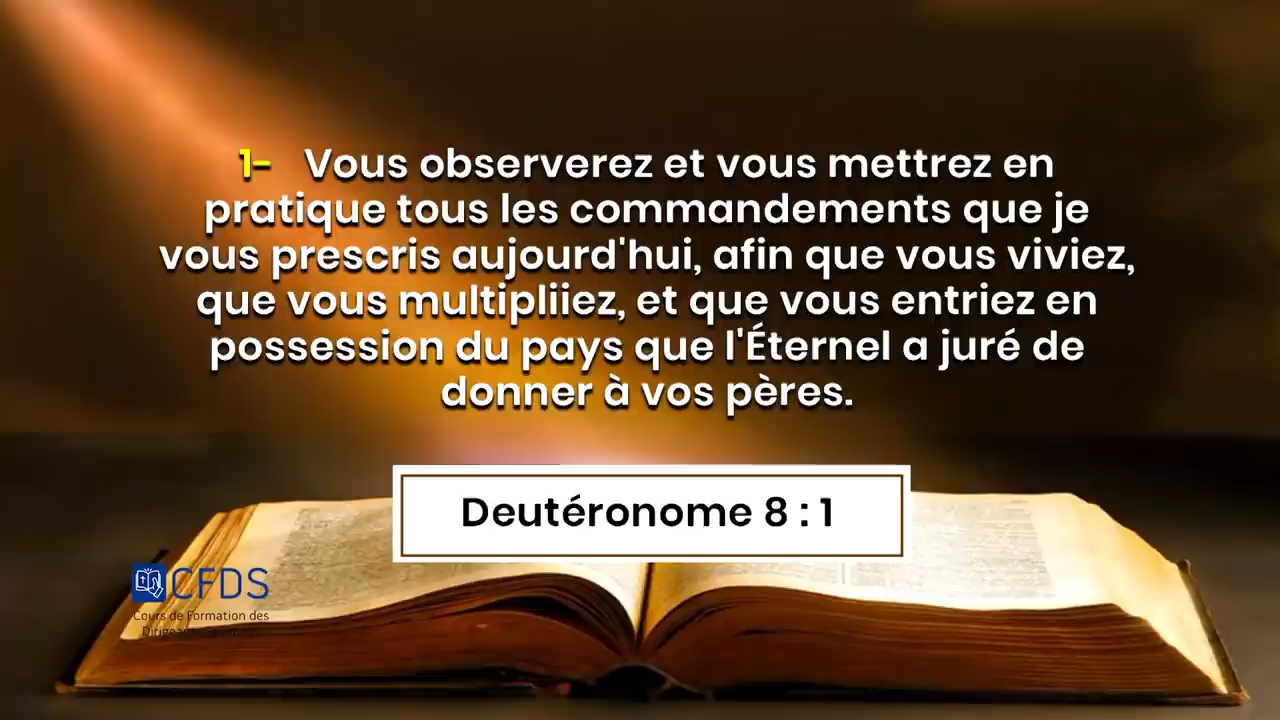 1- Vous observerez et vous mettrez en
pratique tous les commandements que je
vous prescris aujourd'hui, afin que vous viviez,
que vous multipliiez, et que vous entriez en
possession du pays que l'Éternel a juré de
donner à vos pères.
Deutéronome 8 : 1
CFDS
Cours de Formation des